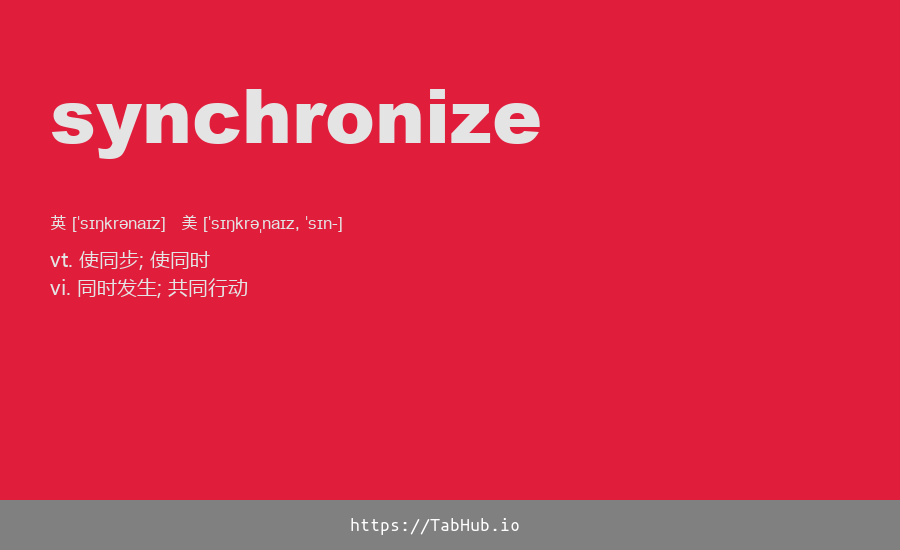 synchronize
英 [ˈsɪŋkrənaɪz] 美 [ˈsɪŋkrəˌnaɪz, ˈsɪn-]
vt. 使同步; 使同时
vi. 同时发生; 共同行动
https://TabHub.io